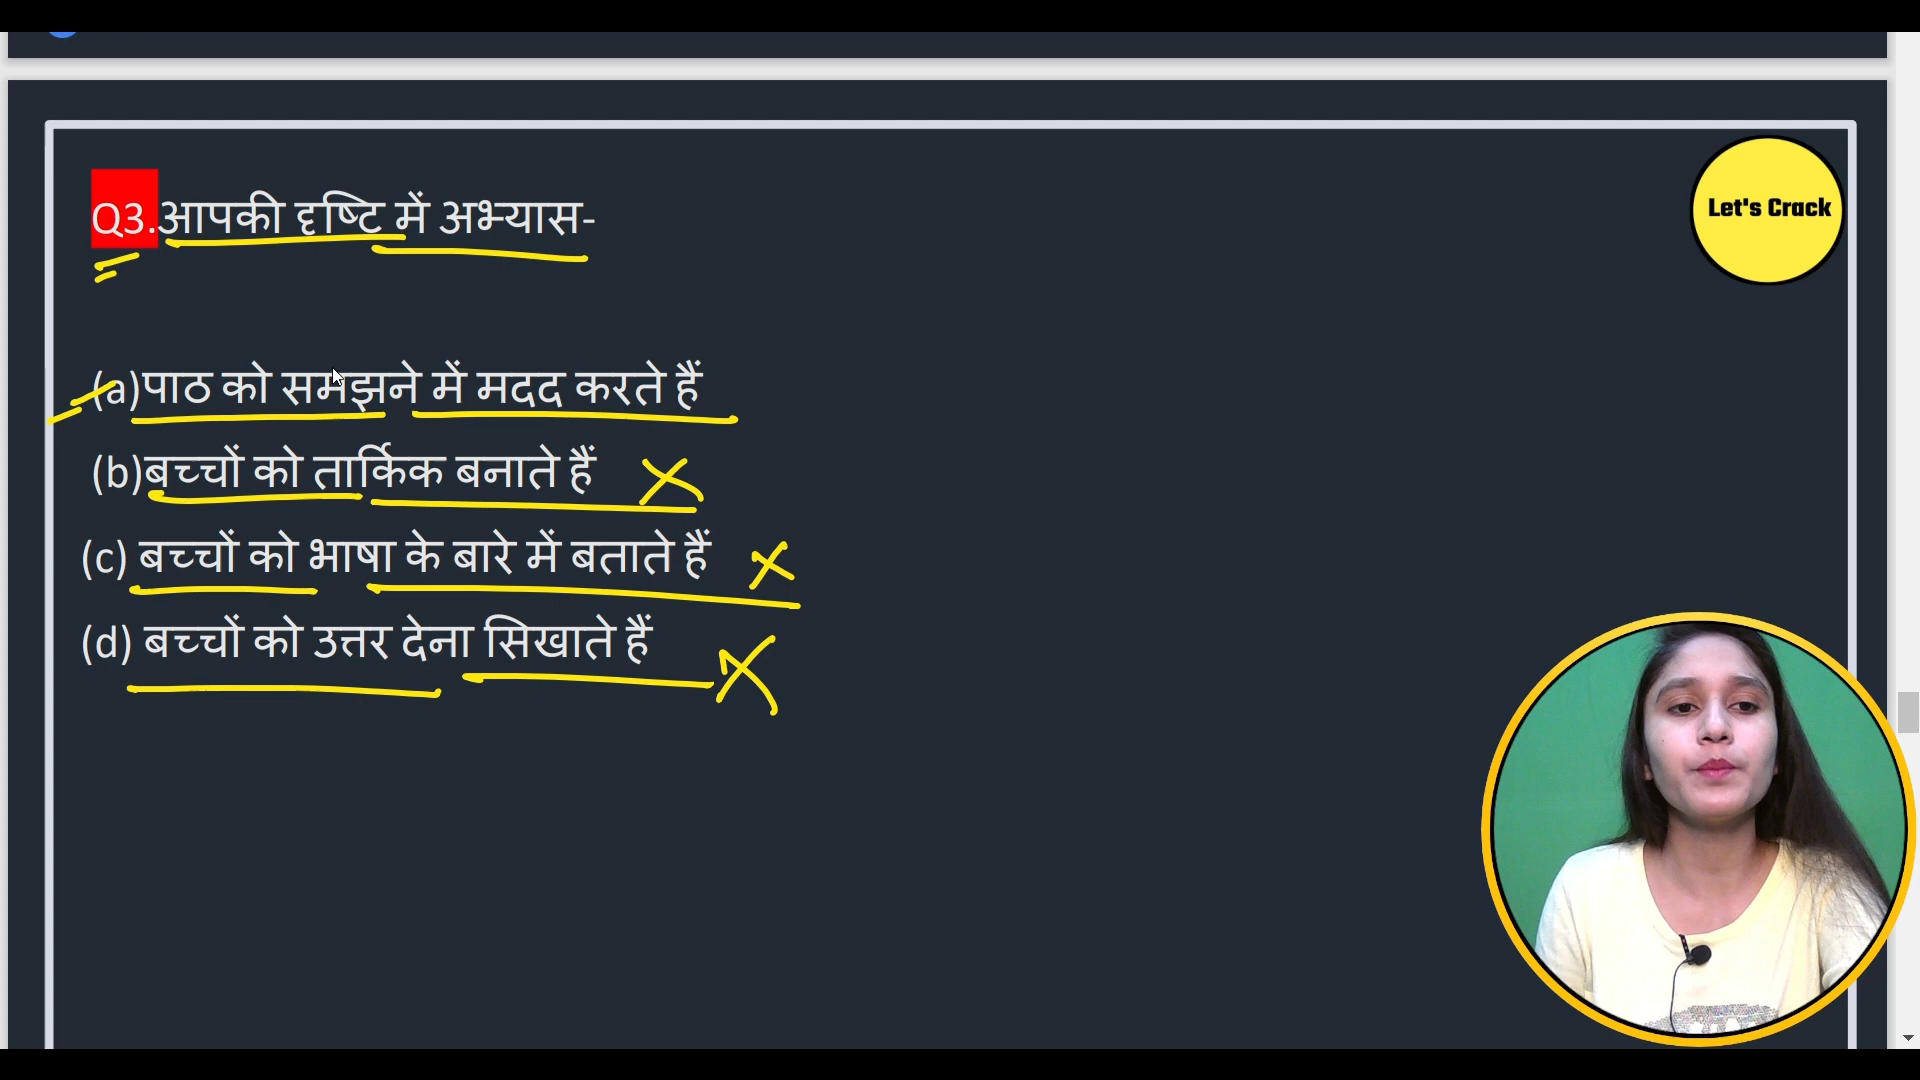 Q3.आपकी दृष्टि में अभ्यास-
Let's Crack
(a)पाठ को समझने में मदद करते हैं
(b)बच्चों को तार्किक बनाते हैं
(c) बच्चों को भाषा के बारे में बताते हैं
(d) बच्चों को उत्तर देना सिखाते हैं